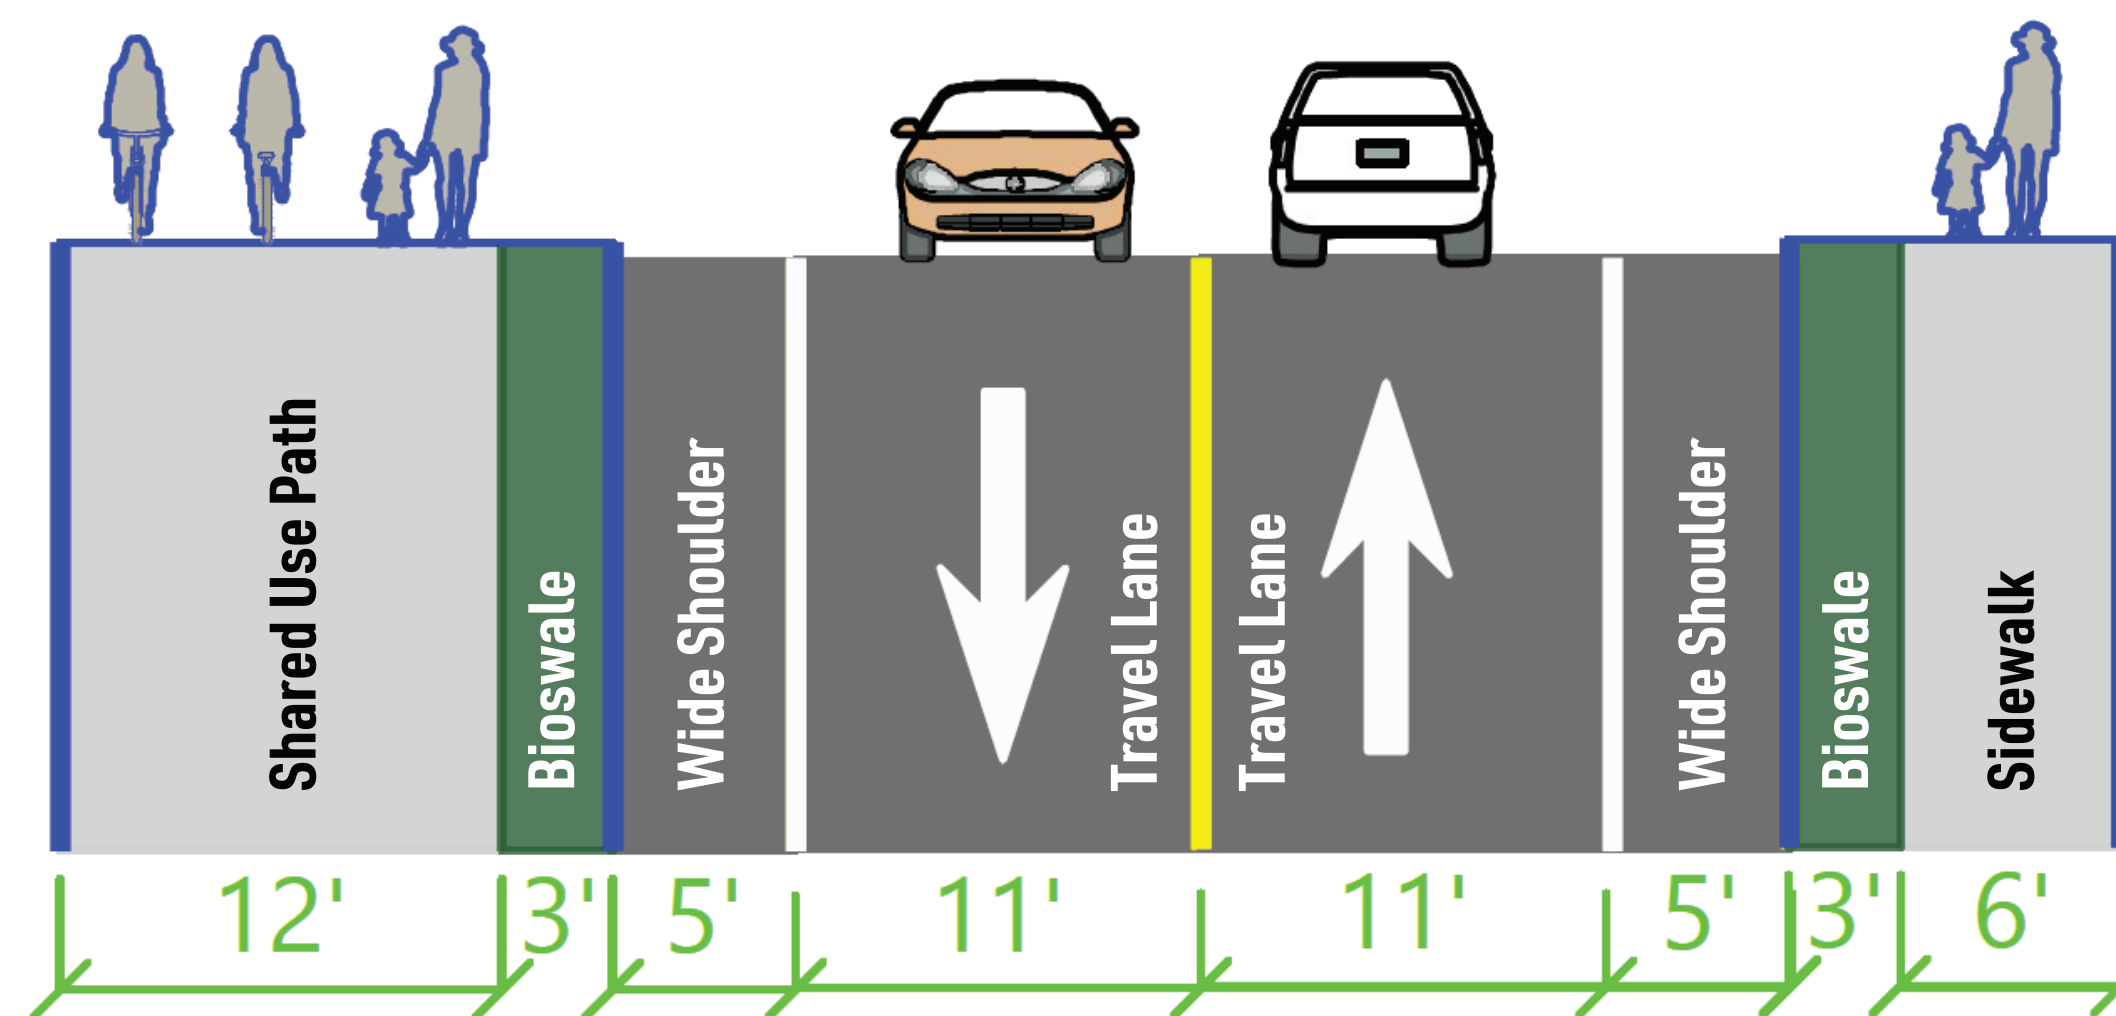 Shared Use Path
Bioswale
Wide Shoulder
Travel Lane
Travel Lane
Wide Shoulder
Bioswale
Sidewalk
12'
3'
5'
11'
11'
5'
3'
6'